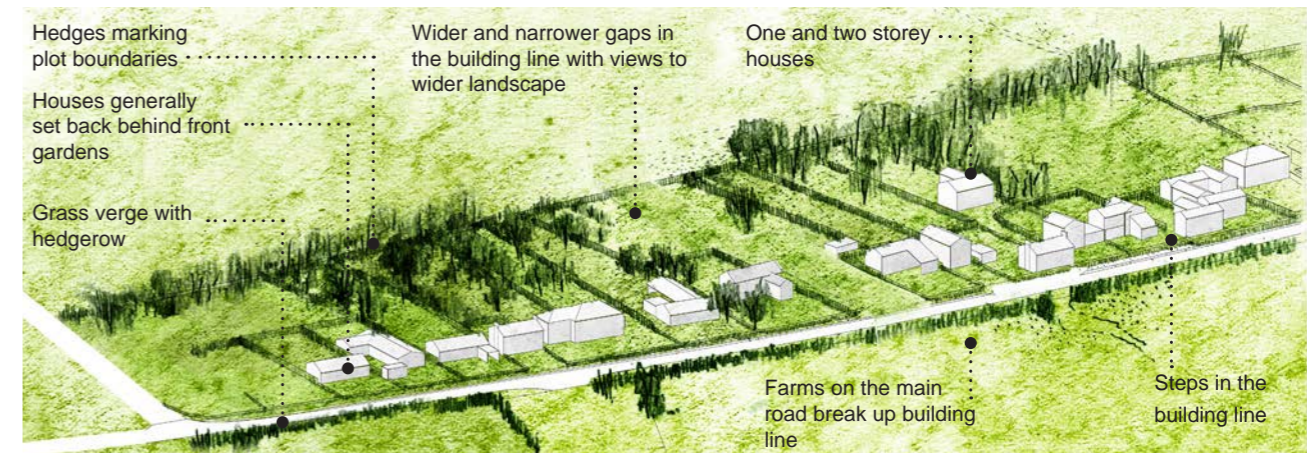 Hedges marking
plot boundaries
Houses generally
set back behind front
gardens
Grass verge with
hedgerow
Wider and narrower gaps in
the building line with views to
wider landscape
One and two storey
houses
Farms on the main
road break up building
line
Steps in the
building line